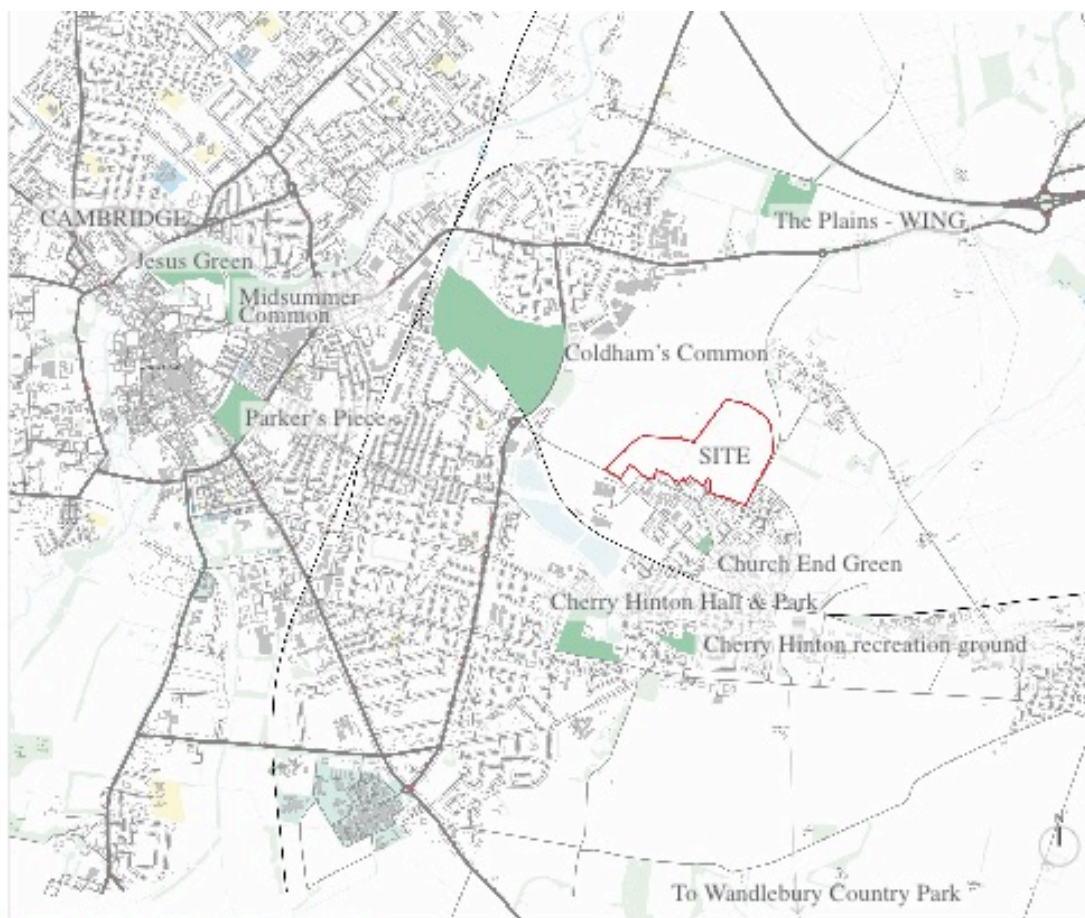 The Plains - WING
CAMBRIDGE
Jesus Green
Midsummer
Common
Coldham's Common
Parker's Piece
SITE
Church End Green
Cherry Hinton Hall & Park
Cherry Hinton recreation ground
To Wandlebury Country Park